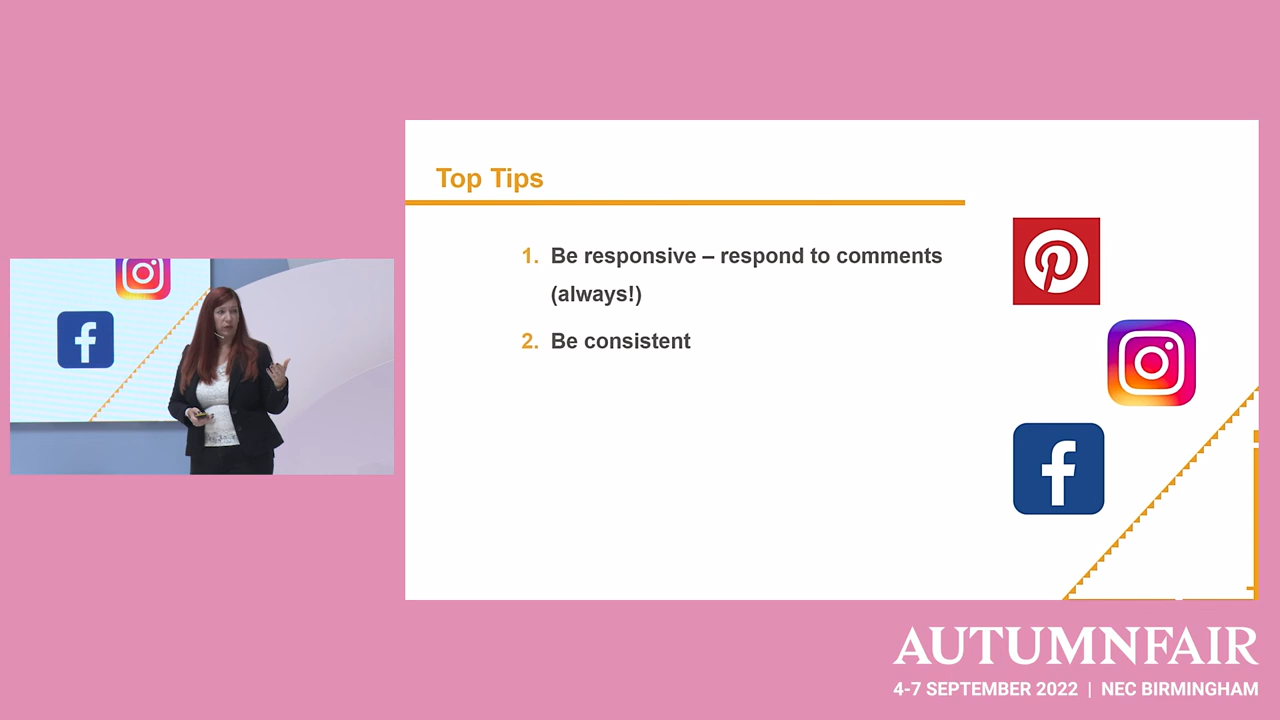 Top Tips
1. Be responsive – respond to comments
(always!)
2. Be consistent
AUTUMNFAIR
4-7 SEPTEMBER 2022 | NEC BIRMINGHAM